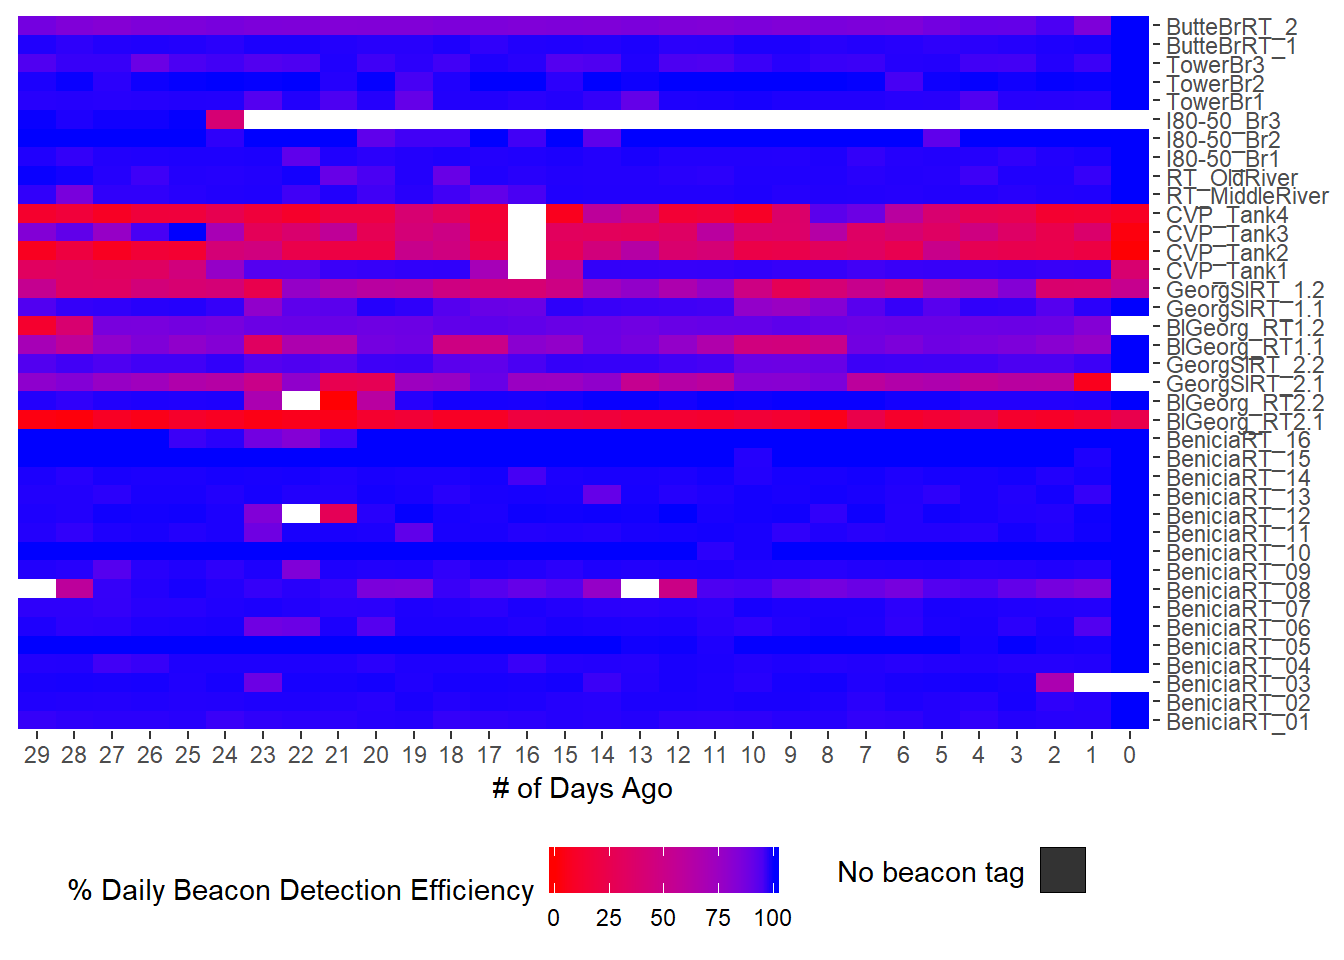 ButteBrRT_2
ButteBrRT_1
TowerBr3
TowerBr2
TowerBr1
I80-50_Br3
I80-50_Br2
I80-50_Br1
RT_OldRiver
RT_MiddleRiver
CVP_Tank4
CVP_Tank3
CVP_Tank2
CVP_Tank1
GeorgSlRT_1.2
GeorgSlRT_1.1
BlGeorg_RT1.2
BlGeorg_RT1.1
GeorgSlRT_2.2
GeorgSlRT_2.1
BlGeorg_RT2.2
BlGeorg_RT2.1
BeniciaRT_16
BeniciaRT_15
BeniciaRT_14
BeniciaRT_13
BeniciaRT_12
BeniciaRT_11
BeniciaRT_10
BeniciaRT_09
BeniciaRT_08
BeniciaRT_07
BeniciaRT_06
BeniciaRT_05
BeniciaRT_04
BeniciaRT_03
BeniciaRT_02
BeniciaRT_01
29 28 27 26 25 24 23 22 21 20 19 18 17 16 15 14 13 12 11 10 9 8 7 6 5 4 3 2 1 0
# of Days Ago
% Daily Beacon Detection Efficiency
0 25 50 75 100
No beacon tag